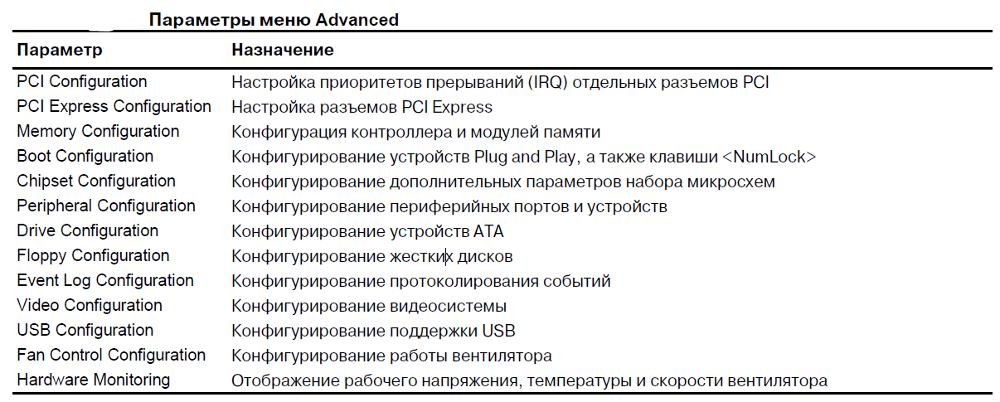 Параметры меню Advanced
Параметр Назначение
PCI Configuration Настройка приоритетов прерываний (IRQ) отдельных разъемов PCI
PCI Express Configuration Настройка разъемов PCI Express
Memory Configuration Конфигурация контроллера и модулей памяти
Boot Configuration Конфигурирование устройств Plug and Play, а также клавиши <NumLock>
Chipset Configuration Конфигурирование дополнительных параметров набора микросхем
Peripheral Configuration Конфигурирование периферийных портов и устройств
Drive Configuration Конфигурирование устройств ATA
Floppy Configuration Конфигурирование жестких дисков
Event Log Configuration Конфигурирование протоколирования событий
Video Configuration Конфигурирование видеосистемы
USB Configuration Конфигурирование поддержки USB
Fan Control Configuration Конфигурирование работы вентилятора
Hardware Monitoring Отображение рабочего напряжения, температуры и скорости вентилятора